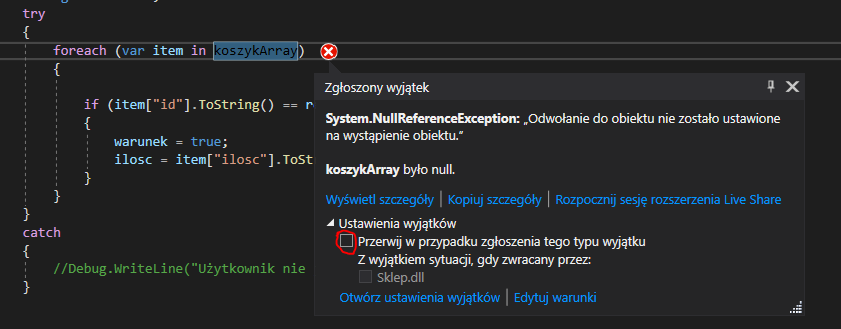 try
{
foreach (var item in koszykArray)
{
if (item["id"].ToString() == re
{
warunek = true;
ilosc = item["ilosc"].ToSt
}
}
}
catch
{
//Debug.WriteLine("Użytkownik nie
}
Zgłoszony wyjątek
System.NullReferenceException: „Odwołanie do obiektu nie zostało ustawione
na wystąpienie obiektu.”
koszykArray było null.
Wyświetl szczegóły | Kopiuj szczegóły | Rozpocznij sesję rozszerzenia Live Share
Ustawienia wyjątków
Przerwij w przypadku zgłoszenia tego typu wyjątku
Z wyjątkiem sytuacji, gdy zwracany przez:
Sklep.dll
Otwórz ustawienia wyjątków | Edytuj warunki